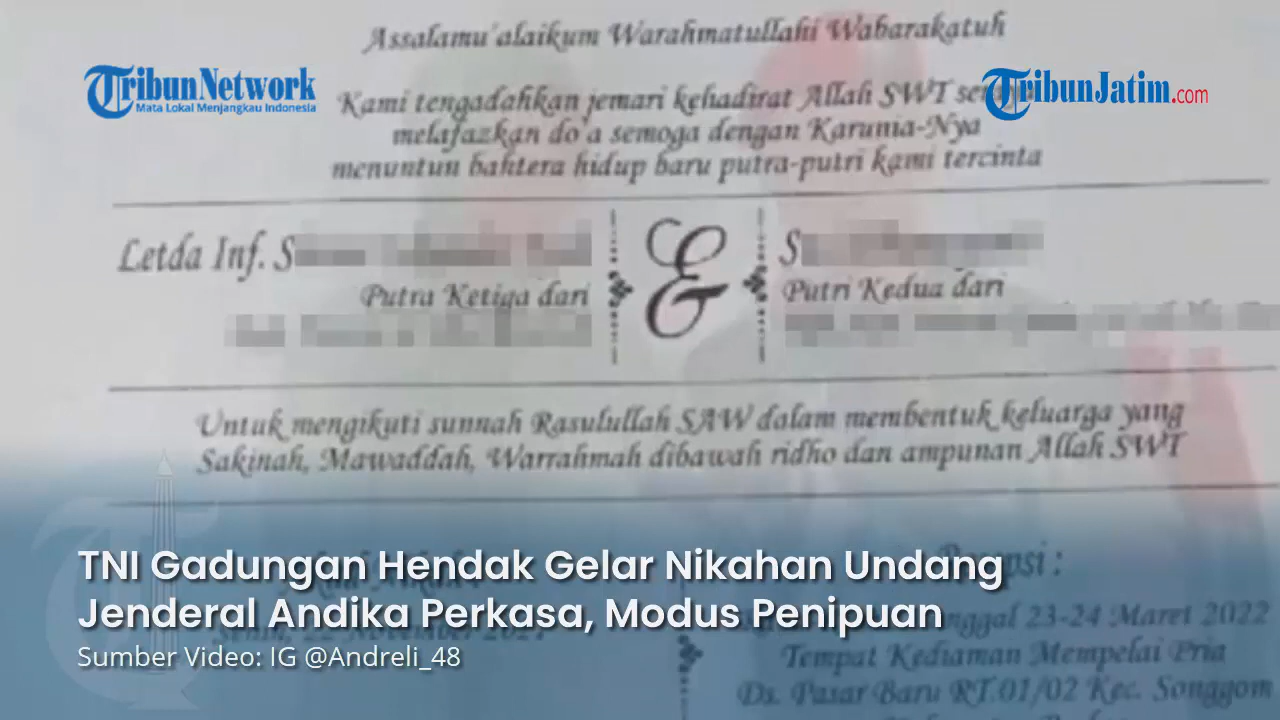 Assalamu'alaikum Warahmatullahi Wabarakatuh
TribunNetwork
Mata Lokal Menjangkau Indonesia
TribunJatim.com
Kami tengadahkan jemari kehadirat Allah SWT
melafazkan do'a semoga dengan Karunia-Nya
menuntun bahtera hidup baru putra-putri kami tercinta
Letda Inf. S
&
S
Putra Ketiga dari
Putri Kedua dari
Untuk mengikuti sunnah Rasulullah SAW dalam membentuk keluarga yang
Sakinah, Mawaddah, Warrahmah dibawah ridho dan ampunan Allah SWT
TNI Gadungan Hendak Gelar Nikahan Undang
Jenderal Andika Perkasa, Modus Penipuan
Sumber Video: IG @Andreli_48
23-24 Maret 2022
Tempat Kediaman Mempelai Pria
Ds. Pasar Baru RT.01/02 Kec. Songgom